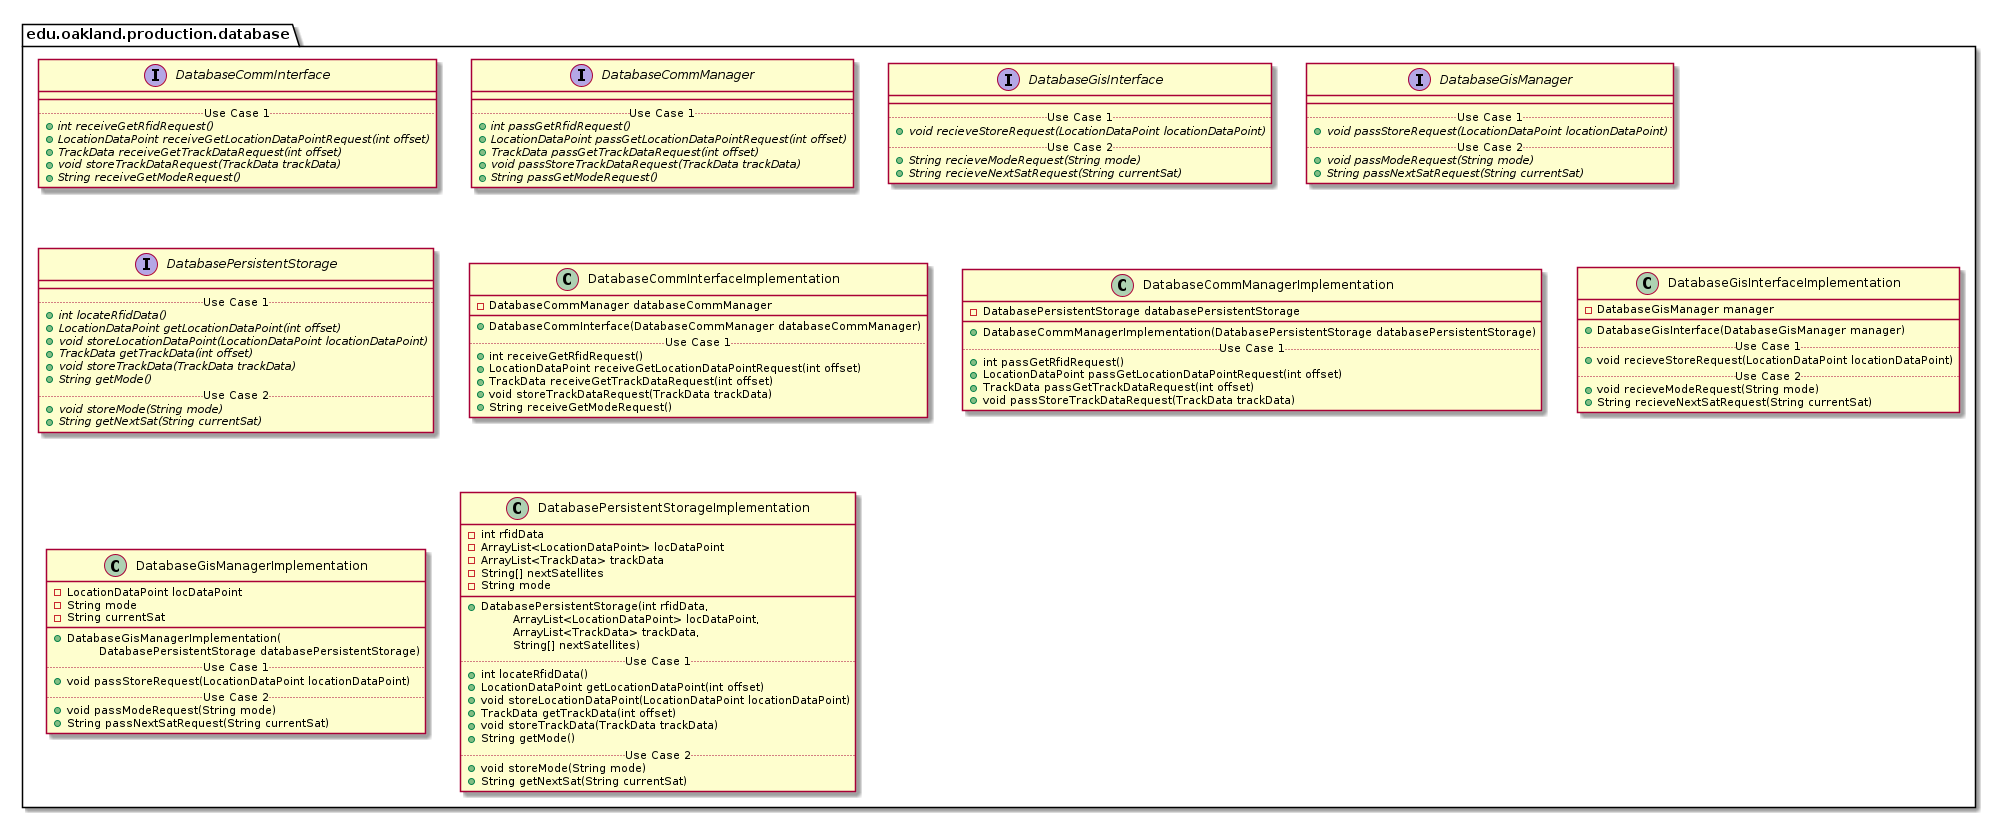 edu.oakland.production.database
I DatabaseCommInterface
Use Case 1
int receiveGetRfidRequest()
LocationDataPoint receiveGetLocationDataPointRequest(int offset)
TrackData receiveGetTrackDataRequest(int offset)
void storeTrackDataRequest(TrackData trackData)
String receiveGetModeRequest()
I DatabaseCommManager
Use Case 1
int passGetRfidRequest()
LocationDataPoint passGetLocationDataPointRequest(int offset)
TrackData passGetTrackDataRequest(int offset)
void passStoreTrackDataRequest(TrackData trackData)
String passGetModeRequest()
I DatabaseGisInterface
Use Case 1
void recieveStoreRequest(LocationDataPoint locationDataPoint)
Use Case 2
String recieveModeRequest(String mode)
String recieveNextSatRequest(String currentSat)
I DatabaseGisManager
Use Case 1
void passStoreRequest(LocationDataPoint locationDataPoint)
Use Case 2
void passModeRequest(String mode)
String passNextSatRequest(String currentSat)
I DatabasePersistentStorage
Use Case 1
int locateRfidData()
LocationDataPoint getLocationDataPoint(int offset)
void storeLocationDataPoint(LocationDataPoint locationDataPoint)
TrackData getTrackData(int offset)
void storeTrackData(TrackData trackData)
String getMode()
Use Case 2
void storeMode(String mode)
String getNextSat(String currentSat)
C DatabaseCommInterfaceImplementation
DatabaseCommManager databaseCommManager
DatabaseCommInterface(DatabaseCommManager databaseCommManager)
Use Case 1
int receiveGetRfidRequest()
LocationDataPoint receiveGetLocationDataPointRequest(int offset)
TrackData receiveGetTrackDataRequest(int offset)
void storeTrackDataRequest(TrackData trackData)
String receiveGetModeRequest()
C DatabaseCommManagerImplementation
DatabasePersistentStorage databasePersistentStorage
DatabaseCommManagerImplementation(DatabasePersistentStorage databasePersistentStorage)
Use Case 1
int passGetRfidRequest()
LocationDataPoint passGetLocationDataPointRequest(int offset)
TrackData passGetTrackDataRequest(int offset)
void passStoreTrackDataRequest(TrackData trackData)
C DatabaseGisInterfaceImplementation
DatabaseGisManager manager
DatabaseGisInterface(DatabaseGisManager manager)
Use Case 1
void recieveStoreRequest(LocationDataPoint locationDataPoint)
Use Case 2
void recieveModeRequest(String mode)
String recieveNextSatRequest(String currentSat)
C DatabaseGisManagerImplementation
LocationDataPoint locDataPoint
String mode
String currentSat
DatabaseGisManagerImplementation(
DatabasePersistentStorage databasePersistentStorage)
Use Case 1
void passStoreRequest(LocationDataPoint locationDataPoint)
Use Case 2
void passModeRequest(String mode)
String passNextSatRequest(String currentSat)
C DatabasePersistentStorageImplementation
int rfidData
ArrayList<LocationDataPoint> locDataPoint
ArrayList<TrackData> trackData
String[] nextSatellites
String mode
DatabasePersistentStorage(int rfidData,
ArrayList<LocationDataPoint> locDataPoint,
ArrayList<TrackData> trackData,
String[] nextSatellites)
Use Case 1
int locateRfidData()
LocationDataPoint getLocationDataPoint(int offset)
void storeLocationDataPoint(LocationDataPoint locationDataPoint)
TrackData getTrackData(int offset)
void storeTrackData(TrackData trackData)
String getMode()
Use Case 2
void storeMode(String mode)
String getNextSat(String currentSat)